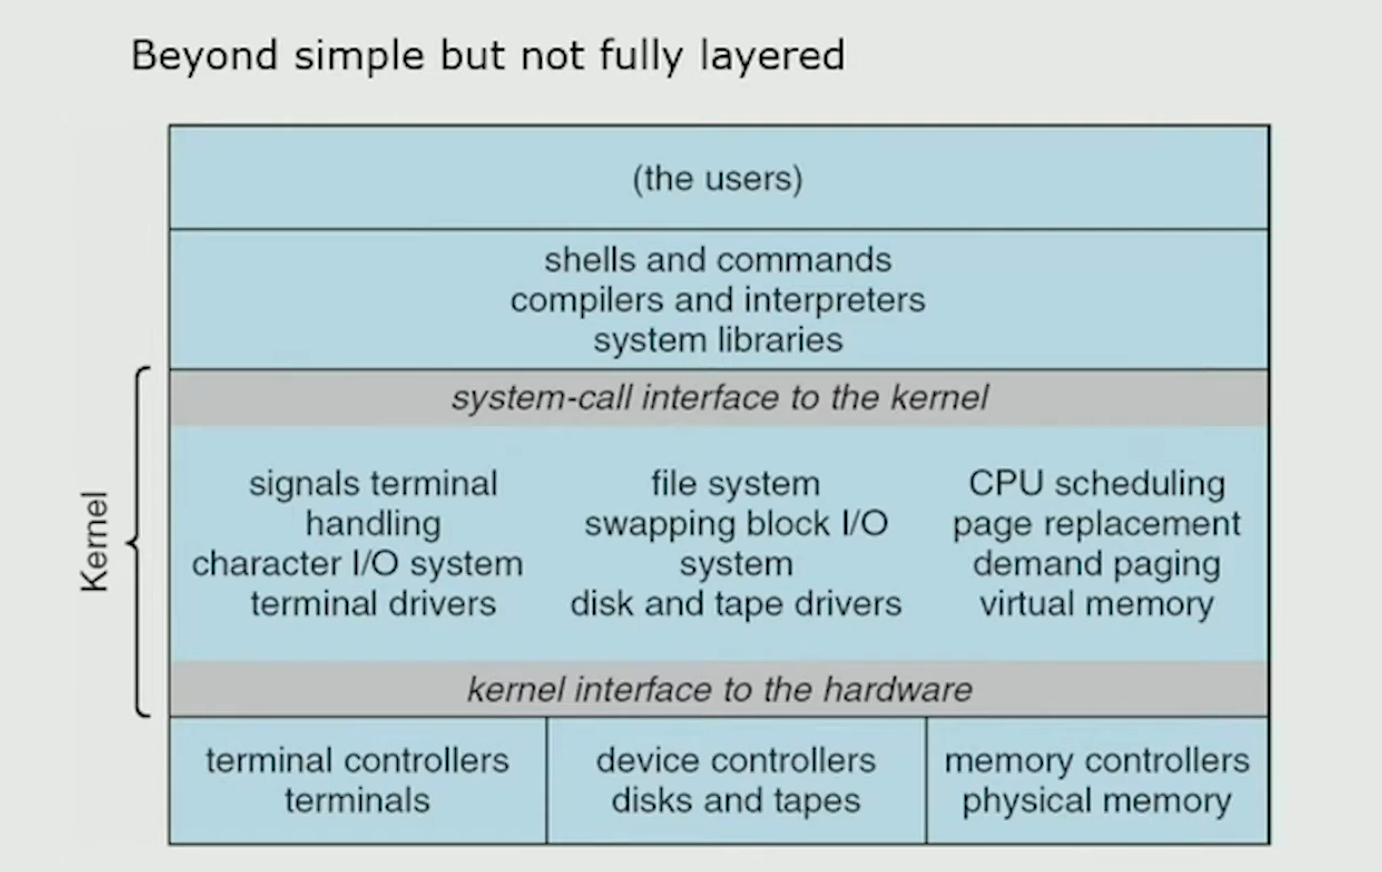 Beyond simple but not fully layered
(the users)
shells and commands
compilers and interpreters
system libraries
system-call interface to the kernel
Kernel
signals terminal
handling
character I/O system
terminal drivers
file system
swapping block I/O
system
disk and tape drivers
CPU scheduling
page replacement
demand paging
virtual memory
kernel interface to the hardware
terminal controllers
terminals
device controllers
disks and tapes
memory controllers
physical memory